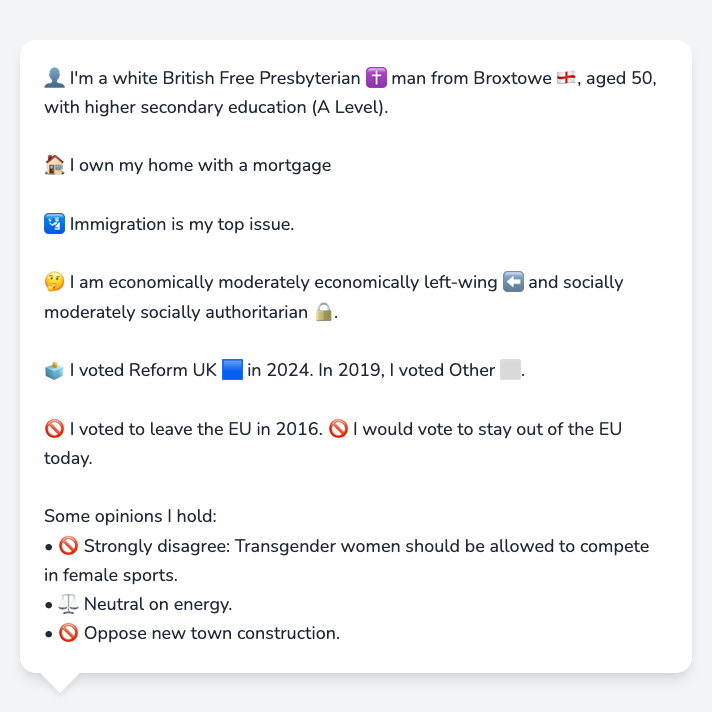 👤 I'm a white British Free Presbyterian ✝️ man from Broxtowe 🏴󠁧󠁢󠁥󠁮󠁧󠁿, aged 50,
with higher secondary education (A Level).
🏠 I own my home with a mortgage
🛂 Immigration is my top issue.
🤔 I am economically moderately economically left-wing ⬅️ and socially
moderately socially authoritarian 🔒.
🗳️ I voted Reform UK 🟦 in 2024. In 2019, I voted Other ⬜.
🚫 I voted to leave the EU in 2016. 🚫 I would vote to stay out of the EU
today.
Some opinions I hold:
• 🚫 Strongly disagree: Transgender women should be allowed to compete
in female sports.
• ⚖️ Neutral on energy.
• 🚫 Oppose new town construction.